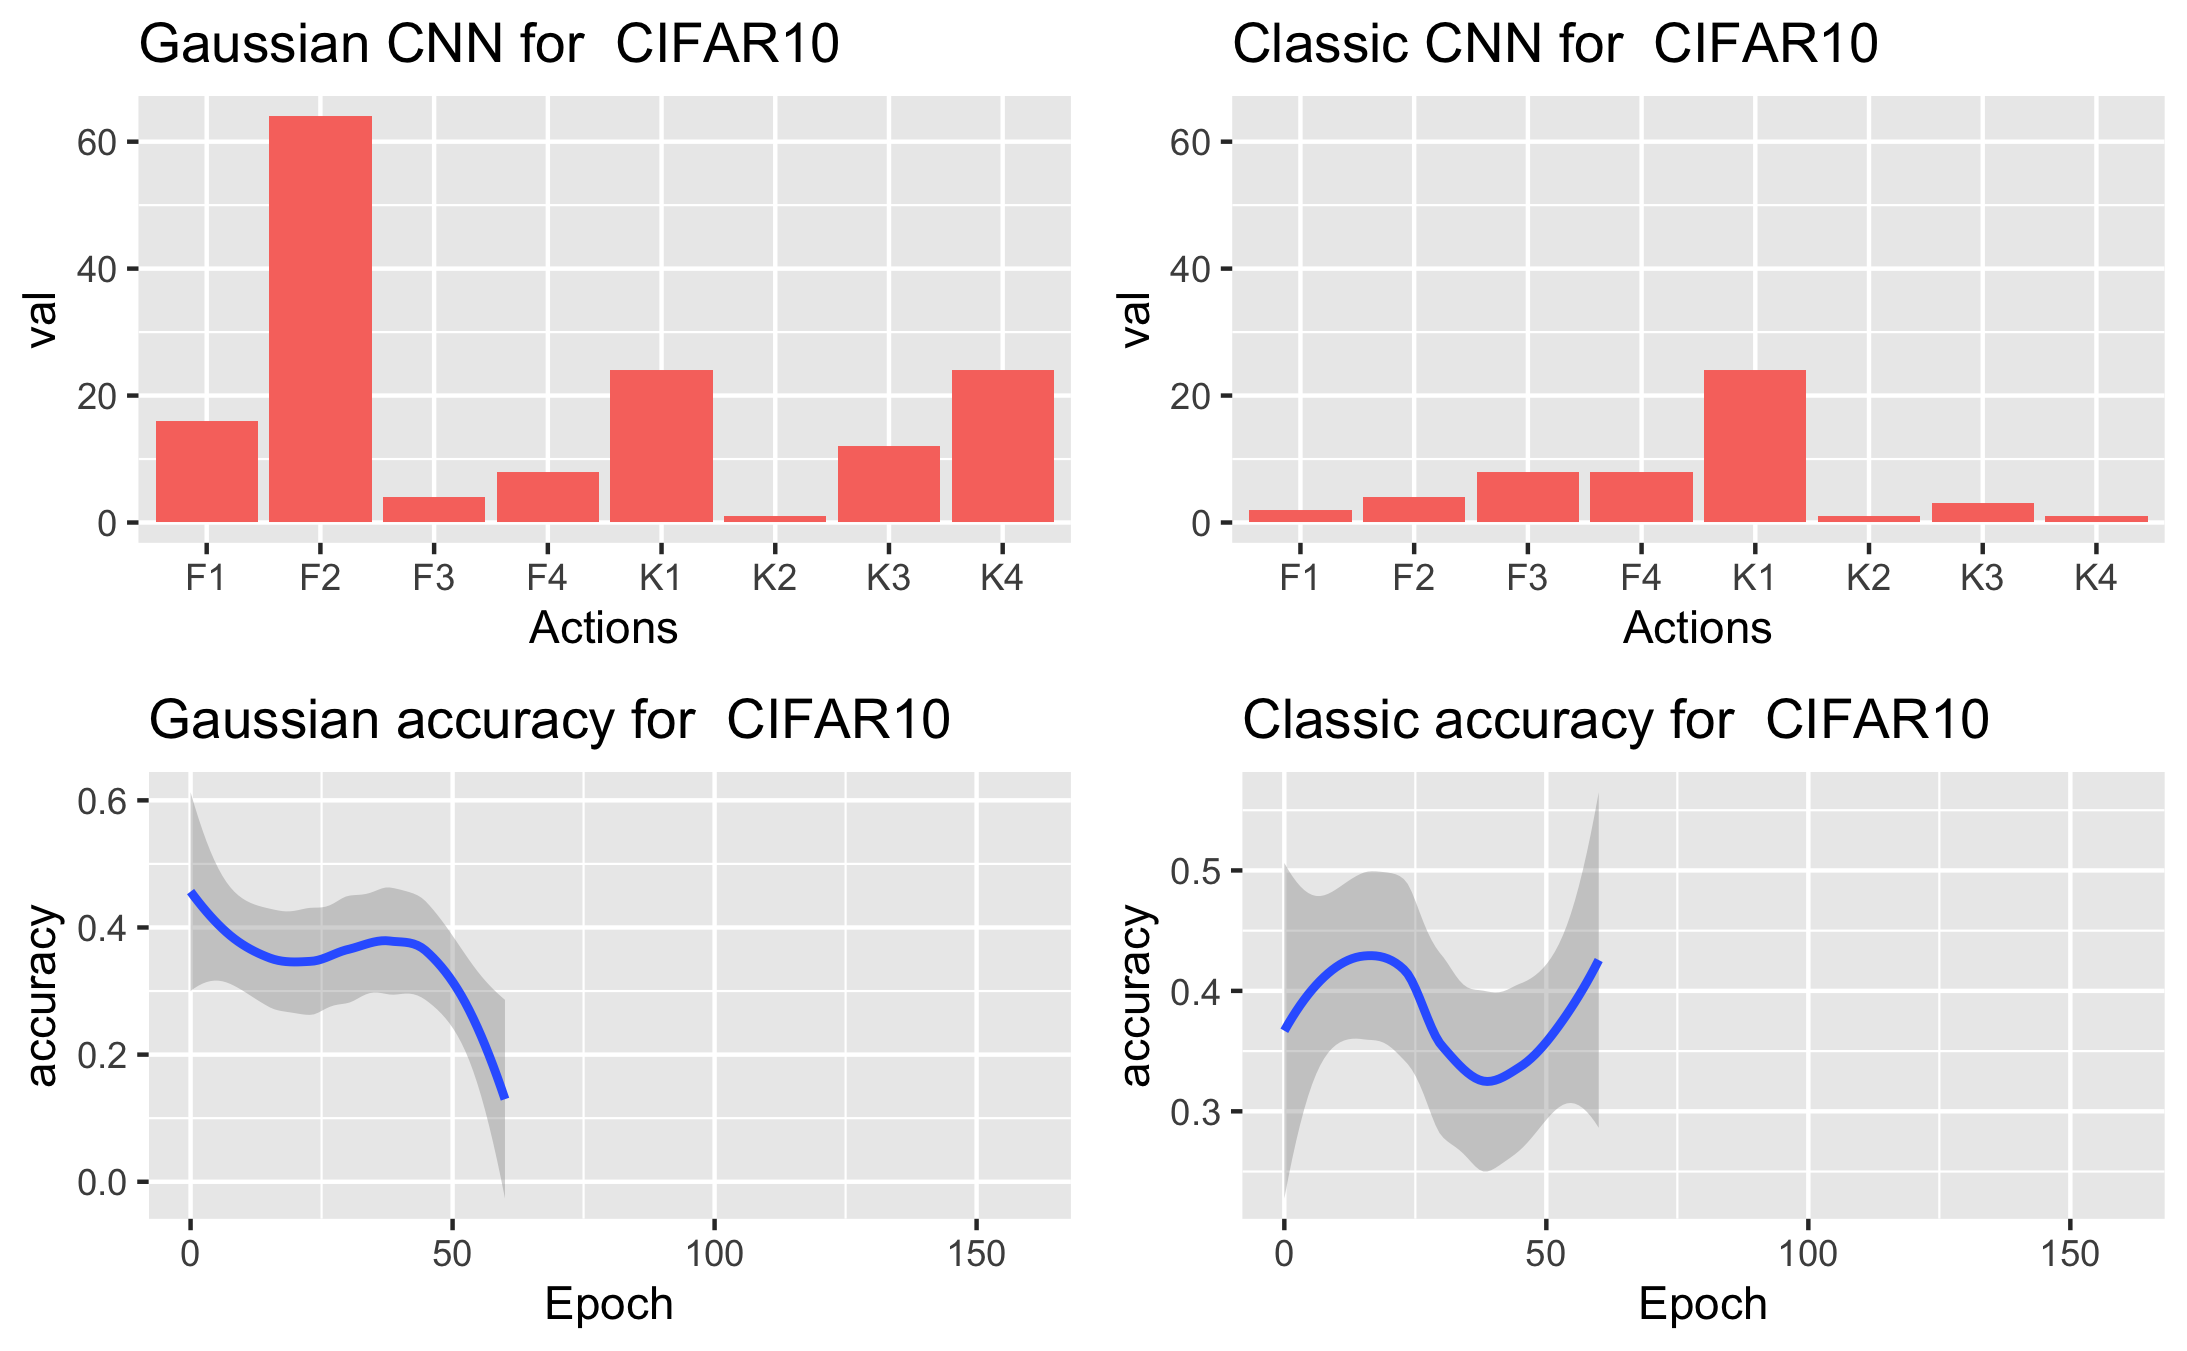 Gaussian CNN for  CIFAR10
60
40
20
0
val
F1 F2 F3 F4 K1 K2 K3 K4
Actions
Classic CNN for  CIFAR10
60
40
20
0
val
F1 F2 F3 F4 K1 K2 K3 K4
Actions
Gaussian accuracy for  CIFAR10
0.6
0.4
0.2
0.0
accuracy
0 50 100 150
Epoch
Classic accuracy for  CIFAR10
0.5
0.4
0.3
accuracy
0 50 100 150
Epoch